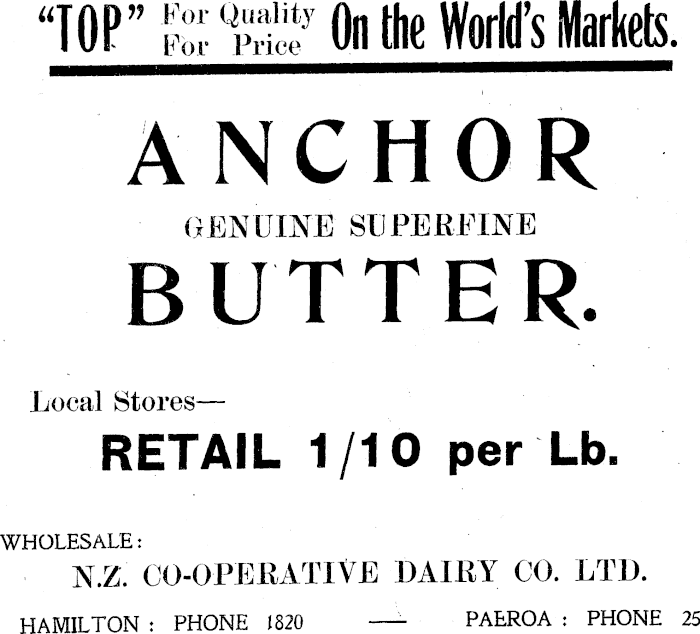 "TOP" For Quality On the World's Markets.
For Price
ANCHOR
GENUINE SUPERFINE
BUTTER.
Local Stores—
RETAIL 1/10 per Lb.
WHOLESALE:
N.Z. CO-OPERATIVE DAIRY CO. LTD.
HAMILTON: PHONE 1820 — PAEROA: PHONE 25